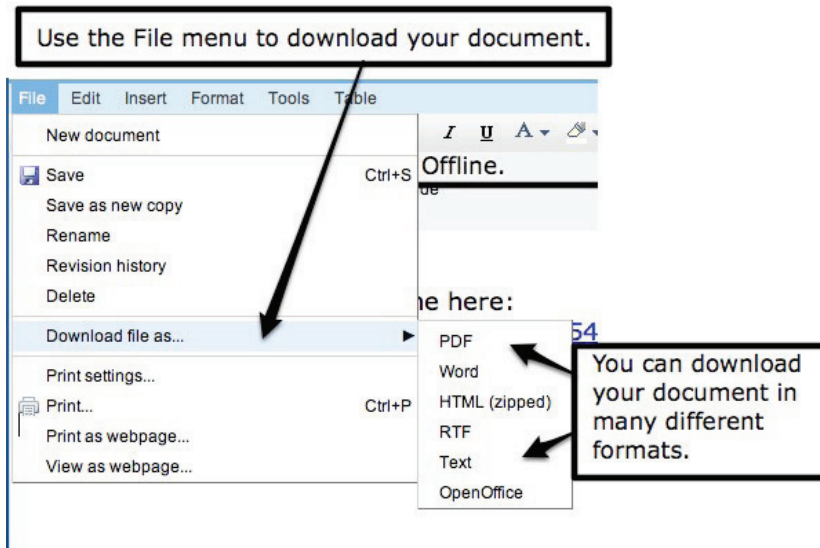 Use the File menu to download your document.
File Edit Insert Format Tools Table
New document
I U A
Save Ctrl+S
Offline.
de
Save as new copy
Rename
Revision history
Delete
ne here:
Download file as...
54
PDF
Word
HTML (zipped)
RTF
Text
OpenOffice
Print settings...
Print... Ctrl+P
Print as webpage...
View as webpage...
You can download
your document in
many different
formats.